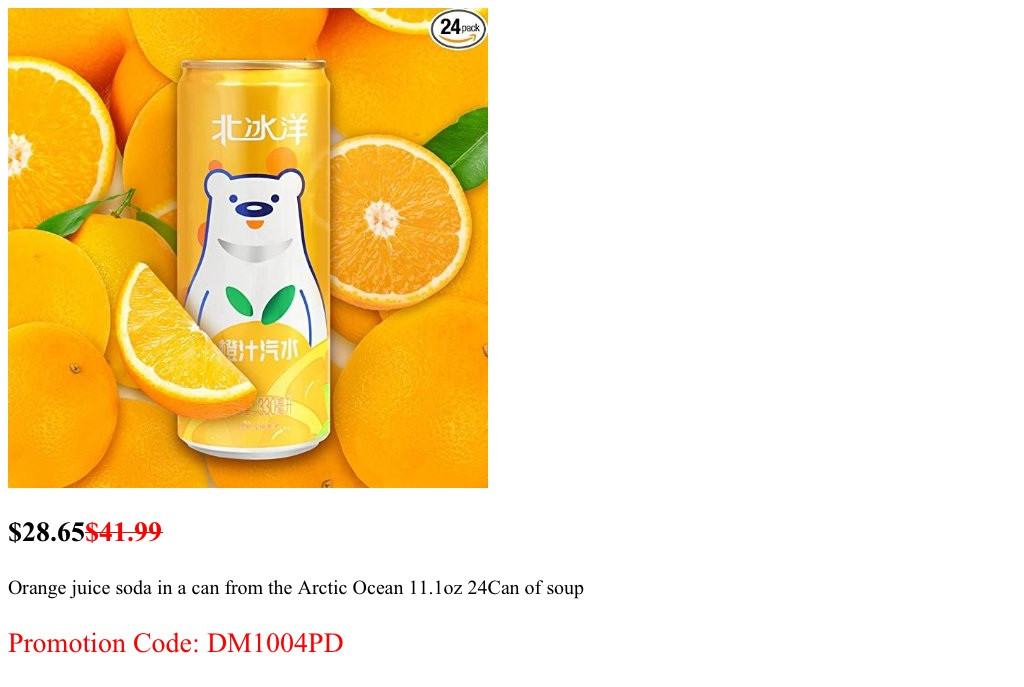 24 pack
北冰洋
橙汁汽水
330毫升
$28.65$41.99
Orange juice soda in a can from the Arctic Ocean 11.1oz 24Can of soup
Promotion Code: DM1004PD